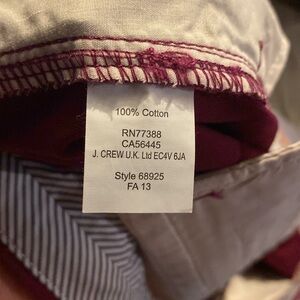 100% Cotton
RN77388
CA56445
J. CREW U.K. Ltd EC4V 6JA
Style 68925
FA 13